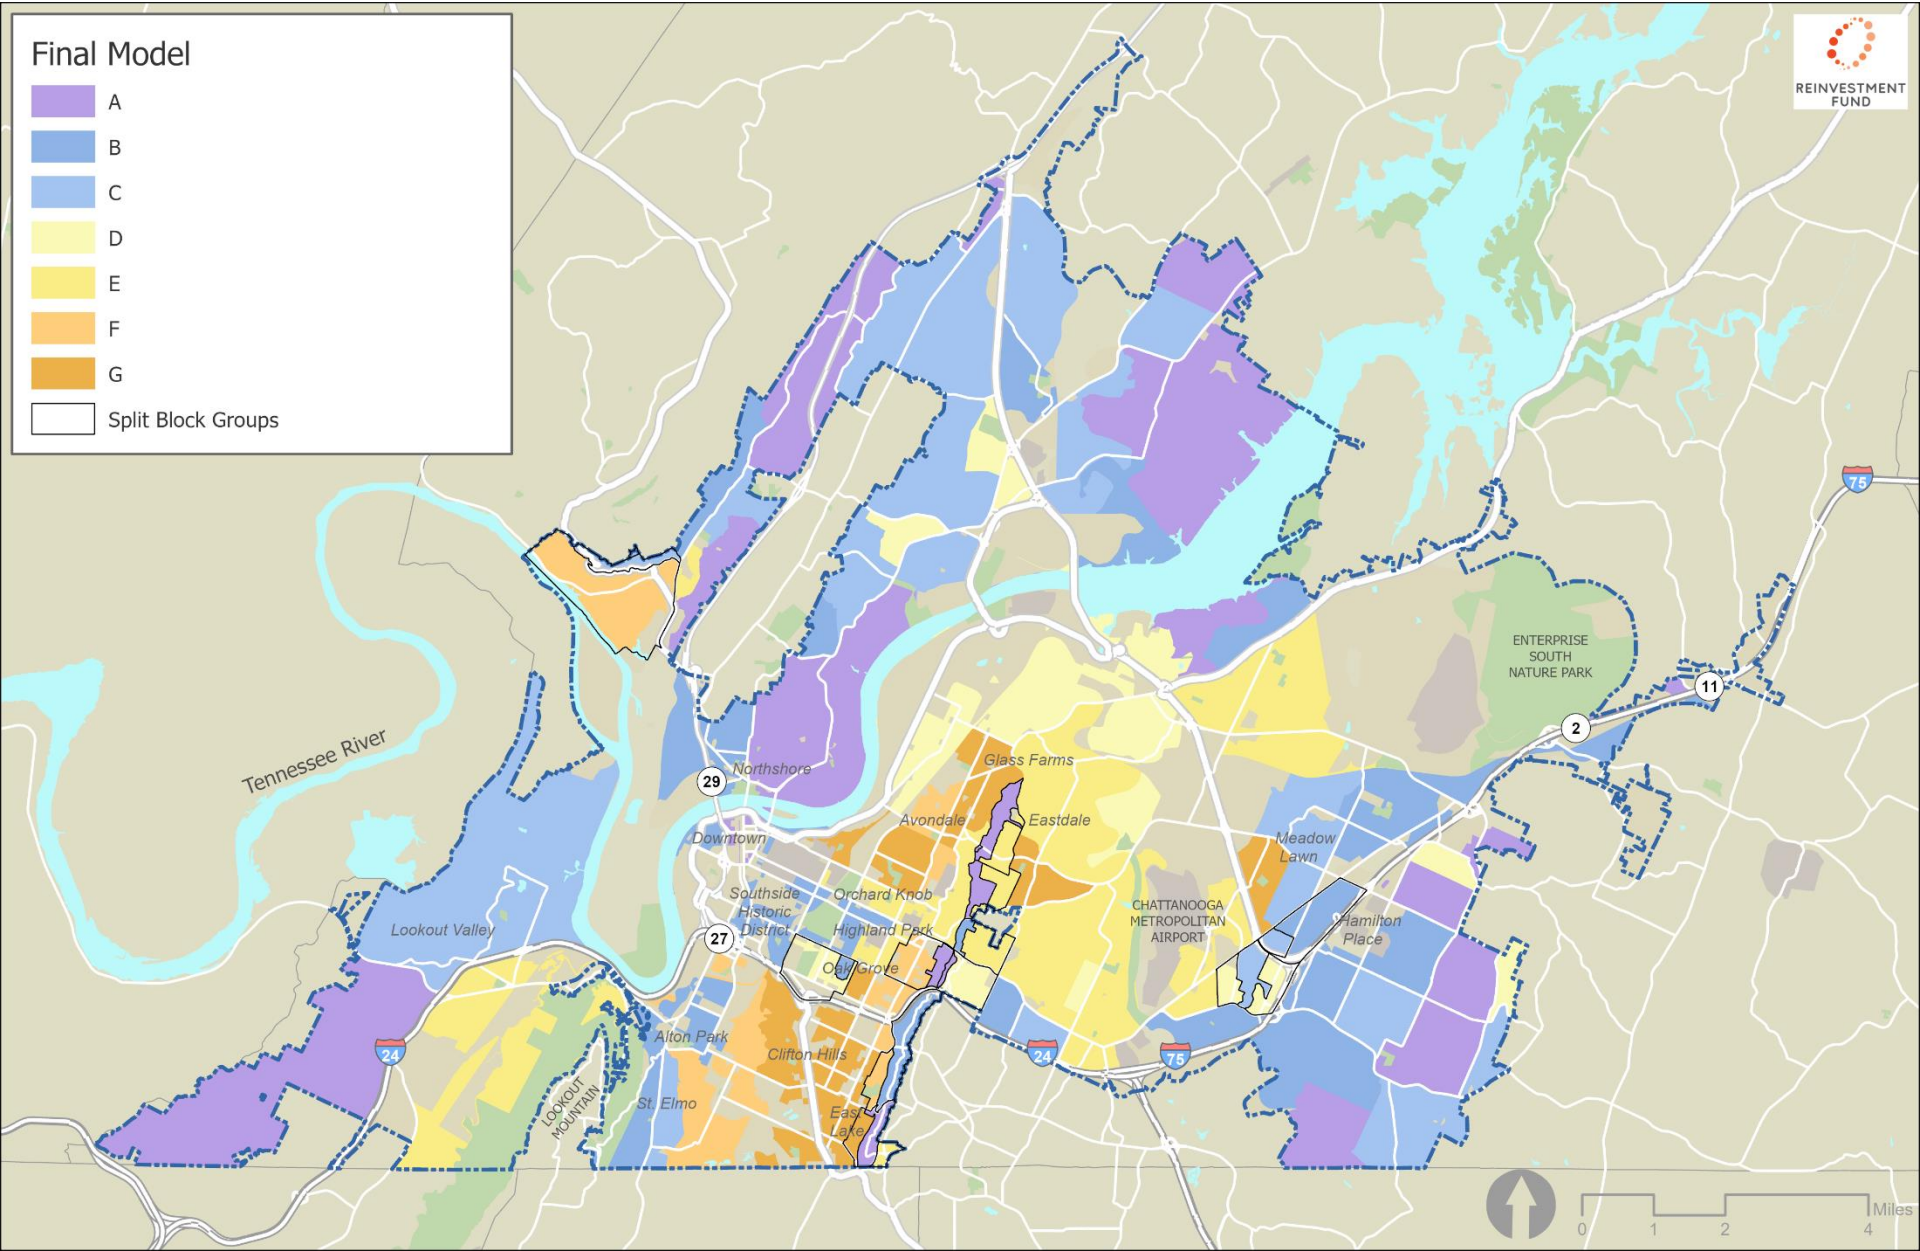 Final Model
A
B
C
D
E
F
G
Split Block Groups
REINVESTMENT
FUND
75
ENTERPRISE
SOUTH
NATURE PARK
11
2
Tennessee River
29
Northshore
Glass Farms
Avondale
Eastdale
Downtown
Meadow
Lawn
Southside
Historic
District
Orchard Knob
Highland Park
CHATTANOOGA
METROPOLITAN
AIRPORT
Hamilton
Place
Lookout Valley
27
Oak Grove
24
Alton Park
Clifton Hills
24
75
LOOKOUT
MOUNTAIN
St. Elmo
East
Lake
Miles
0
1
2
4